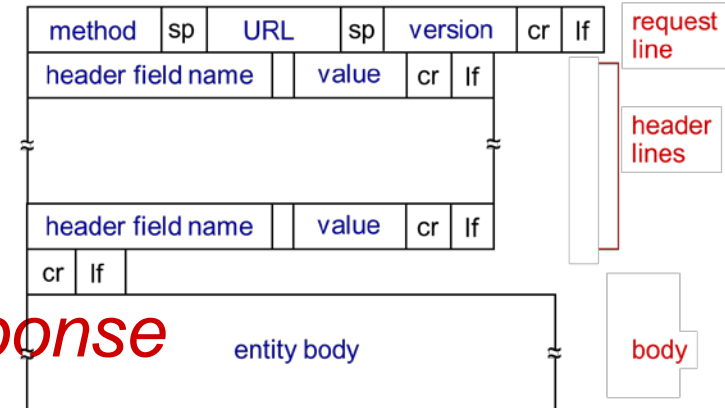 method sp URL sp version cr lf
request
line
header field name value cr lf
header
lines
≈ ≈
header field name value cr lf
cr lf
ponse
entity body
body